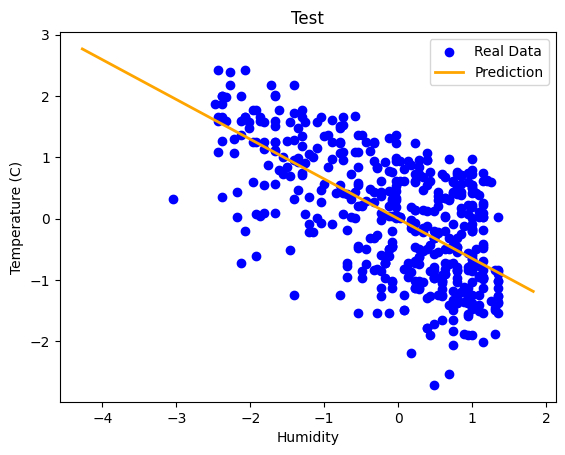 Test
Real Data
Prediction
3
2
1
0
−1
−2
Temperature (C)
−4
−3
−2
−1
0
1
2
Humidity